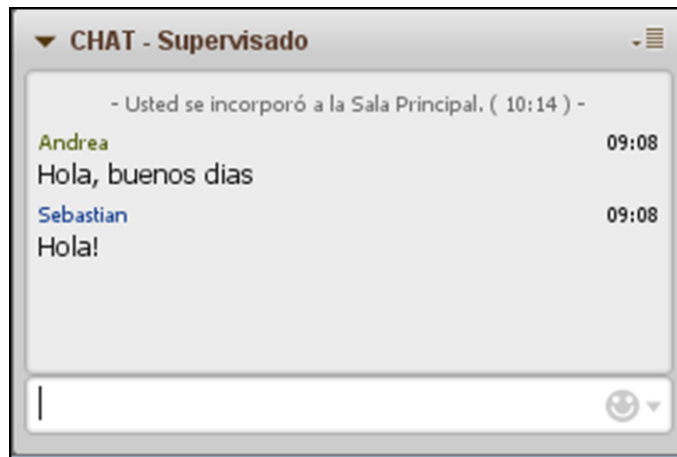 CHAT - Supervisado
- Usted se incorporó a la Sala Principal. ( 10:14 ) -
Andrea 09:08
Hola, buenos dias
Sebastian 09:08
Hola!